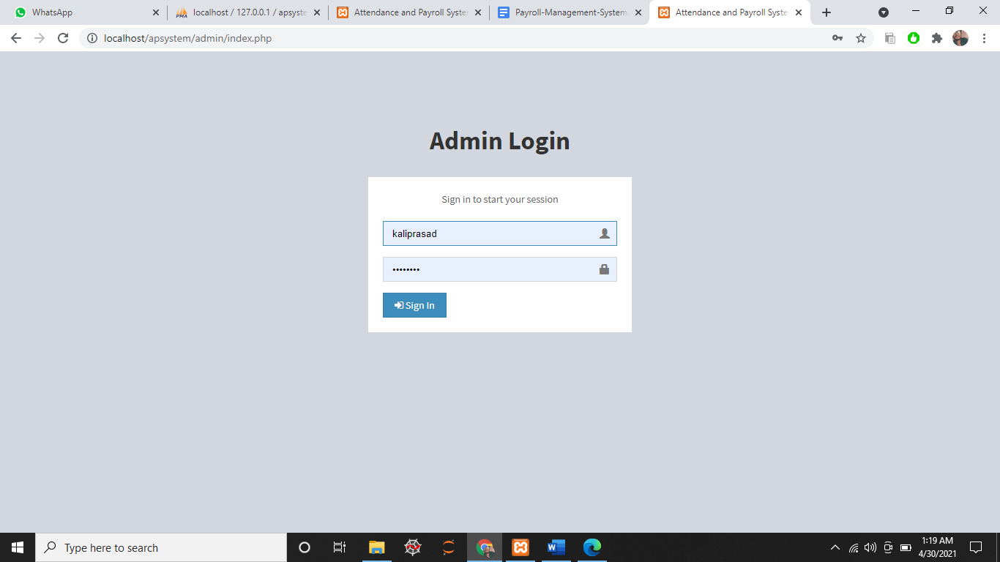 WhatsApp
localhost / 127.0.0.1 / apsyste
Attendance and Payroll Syste
Payroll-Management-System
Attendance and Payroll Syste
localhost/apsystem/admin/index.php
Admin Login
Sign in to start your session
kaliprasad
••••••••
Sign In
Type here to search
1:19 AM
4/30/2021